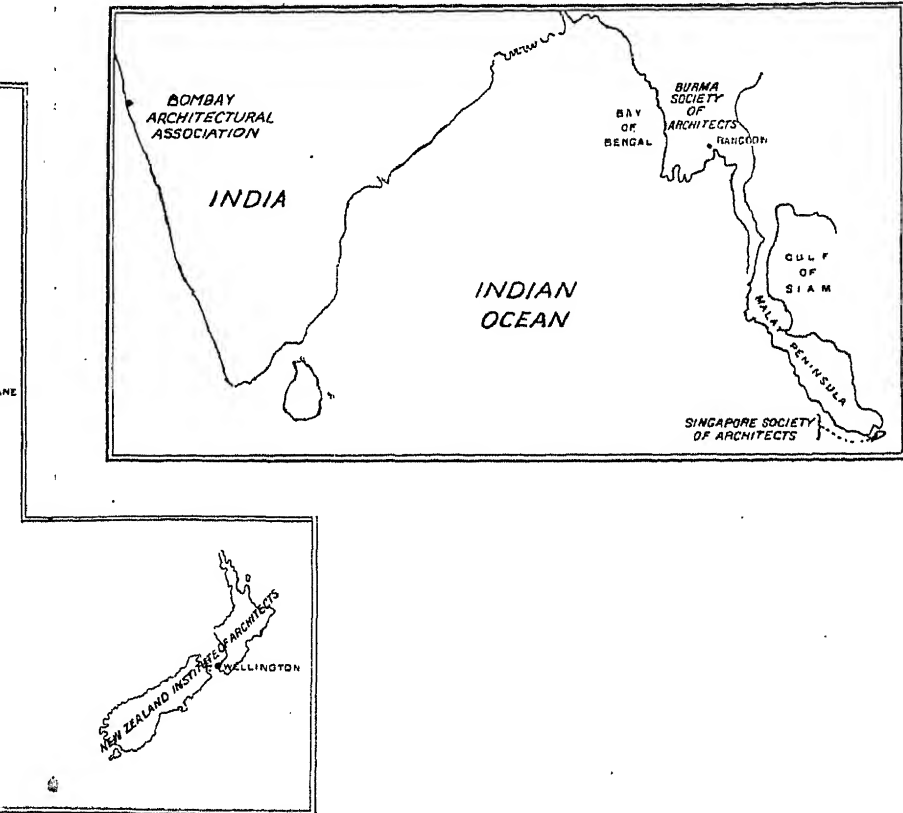 BOMBAY
ARCHITECTURAL
ASSOCIATION
INDIA
BURMA
SOCIETY
OF
ARCHITECTS
RANGOON
BAY
OF
BENGAL
INDIAN
OCEAN
GULF
OF
SIAM
MALAY PENINSULA
SINGAPORE SOCIETY
OF ARCHITECTS
NEW ZEALAND INSTITUTE OF ARCHITECTS
WELLINGTON